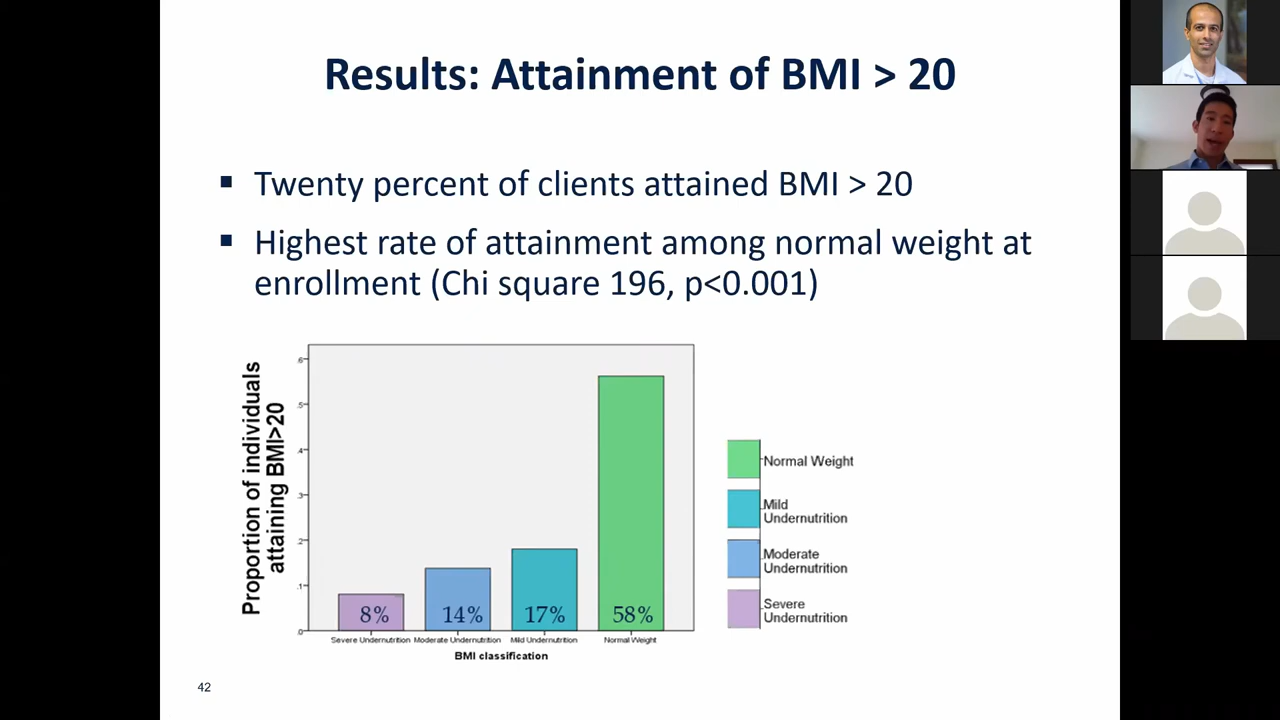 Results: Attainment of BMI > 20
▪ Twenty percent of clients attained BMI > 20
▪ Highest rate of attainment among normal weight at
enrollment (Chi square 196, p<0.001)
Proportion of individuals
attaining BMI>20
.6
.5
.4
.3
.2
.1
.0
8%
14%
17%
58%
Severe Undernutrition
Moderate Undernutrition
Mild Undernutrition
Normal Weight
BMI classification
Normal Weight
Mild
Undernutrition
Moderate
Undernutrition
Severe
Undernutrition
42